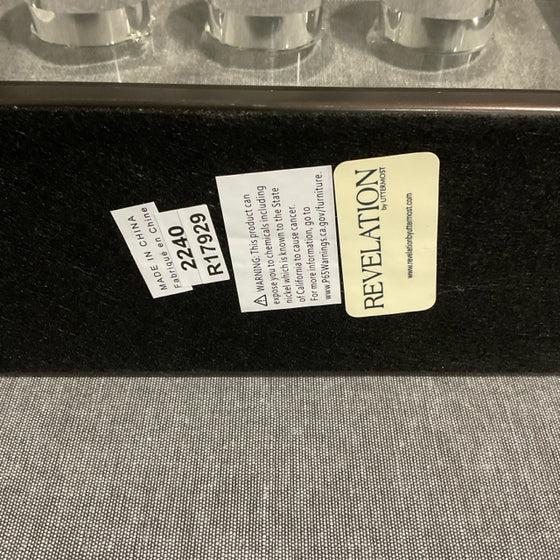 MADE IN CHINA
Fabriqué en Chine
2240
R17929
⚠ WARNING: This product can
expose you to chemicals including
nickel which is known to the State
of California to cause cancer.
For more information, go to
www.P65Warnings.ca.gov/furniture.
REVELATION
by UTTERMOST
www.revelationbyuttermost.com